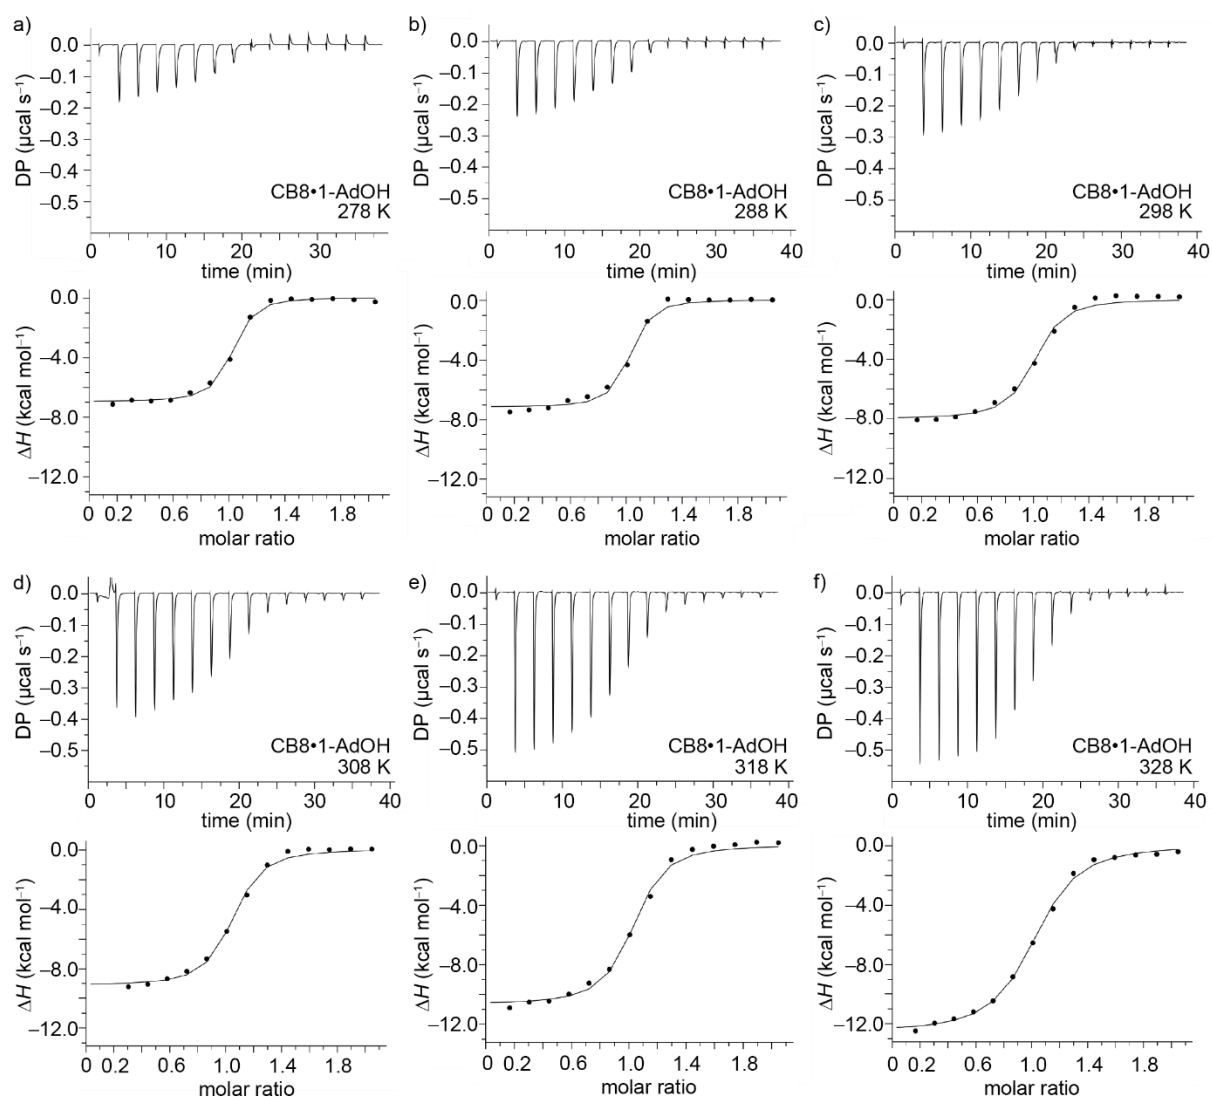 a)
0.0
–0.1
–0.2
–0.3
–0.4
–0.5
DP (µcal s⁻¹)
CB8•1-AdOH
278 K
0 10 20 30
time (min)
0.0
–4.0
–8.0
–12.0
ΔH (kcal mol⁻¹)
0 0.2 0.6 1.0 1.4 1.8
molar ratio
b)
0.0
–0.1
–0.2
–0.3
–0.4
–0.5
DP (µcal s⁻¹)
CB8•1-AdOH
288 K
0 10 20 30 40
time (min)
0.0
–4.0
–8.0
–12.0
ΔH (kcal mol⁻¹)
0 0.2 0.6 1.0 1.4 1.8
molar ratio
c)
0.0
–0.1
–0.2
–0.3
–0.4
–0.5
DP (µcal s⁻¹)
CB8•1-AdOH
298 K
0 10 20 30 40
time (min)
0.0
–4.0
–8.0
–12.0
ΔH (kcal mol⁻¹)
0 0.2 0.6 1.0 1.4 1.8
molar ratio
d)
0.0
–0.1
–0.2
–0.3
–0.4
–0.5
DP (µcal s⁻¹)
CB8•1-AdOH
308 K
0 10 20 30 40
time (min)
0.0
–4.0
–8.0
–12.0
ΔH (kcal mol⁻¹)
0 0.2 0.6 1.0 1.4 1.8
molar ratio
e)
0.0
–0.1
–0.2
–0.3
–0.4
–0.5
DP (µcal s⁻¹)
CB8•1-AdOH
318 K
0 10 20 30 40
time (min)
0.0
–4.0
–8.0
–12.0
ΔH (kcal mol⁻¹)
0 0.2 0.6 1.0 1.4 1.8
molar ratio
f)
0.0
–0.1
–0.2
–0.3
–0.4
–0.5
DP (µcal s⁻¹)
CB8•1-AdOH
328 K
0 10 20 30 40
time (min)
0.0
–4.0
–8.0
–12.0
ΔH (kcal mol⁻¹)
0 0.2 0.6 1.0 1.4 1.8
molar ratio